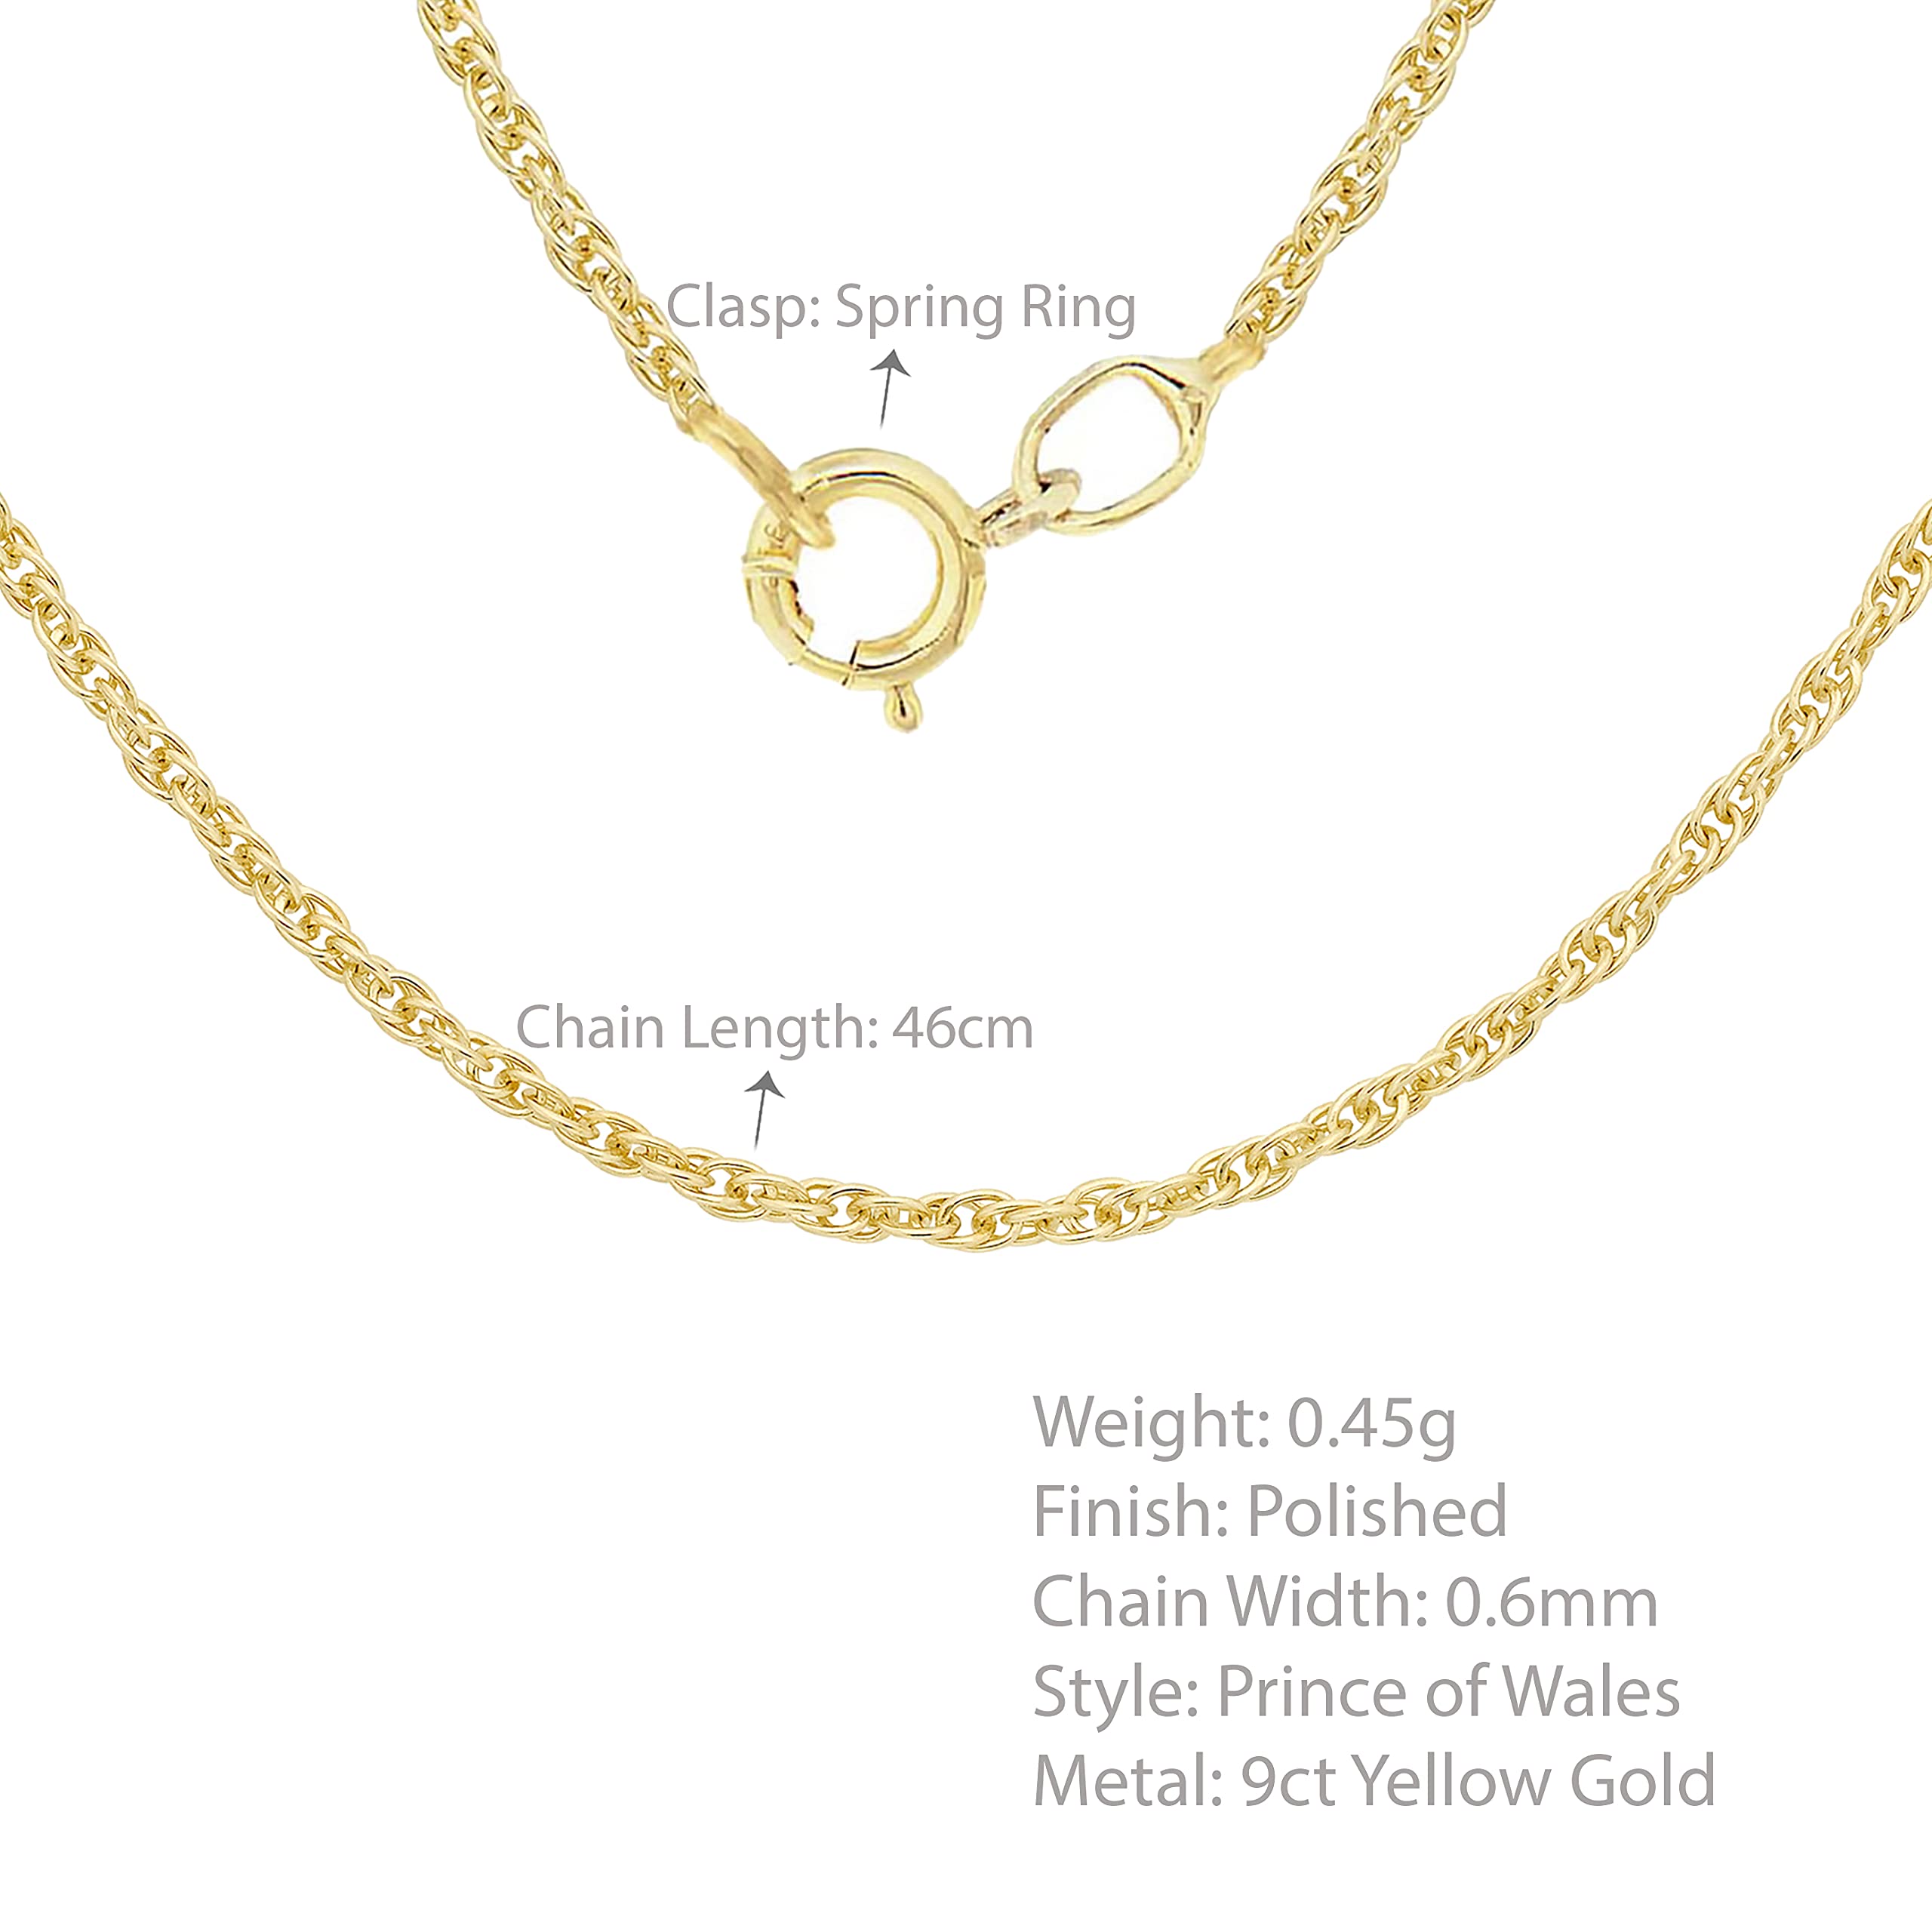 Clasp: Spring Ring
Chain Length: 46cm
Weight: 0.45g
Finish: Polished
Chain Width: 0.6mm
Style: Prince of Wales
Metal: 9ct Yellow Gold